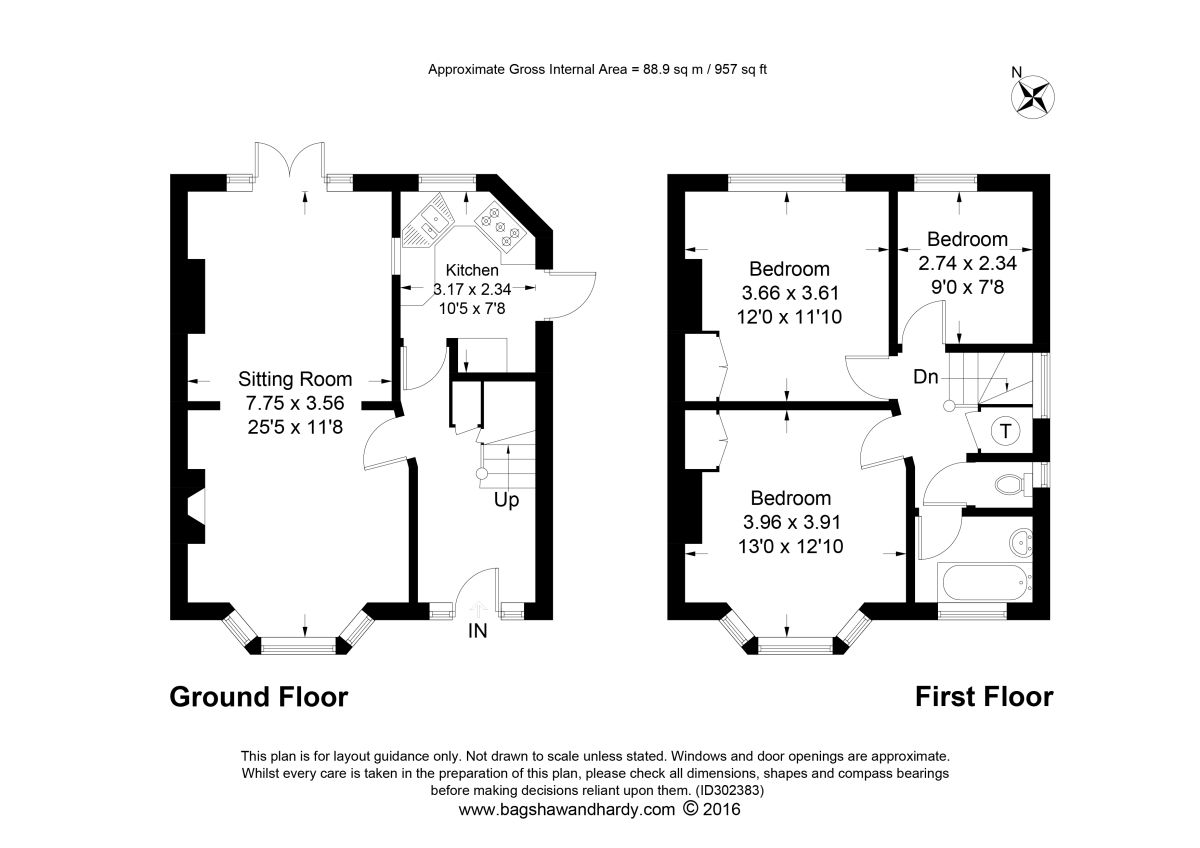 Approximate Gross Internal Area = 88.9 sq m / 957 sq ft
N
Kitchen
3.17 x 2.34
10'5 x 7'8
Sitting Room
7.75 x 3.56
25'5 x 11'8
Up
IN
Bedroom
2.74 x 2.34
9'0 x 7'8
Bedroom
3.66 x 3.61
12'0 x 11'10
Dn
T
Bedroom
3.96 x 3.91
13'0 x 12'10
Ground Floor
First Floor
This plan is for layout guidance only. Not drawn to scale unless stated. Windows and door openings are approximate.
Whilst every care is taken in the preparation of this plan, please check all dimensions, shapes and compass bearings
before making decisions reliant upon them. (ID302383)
www.bagshawandhardy.com © 2016